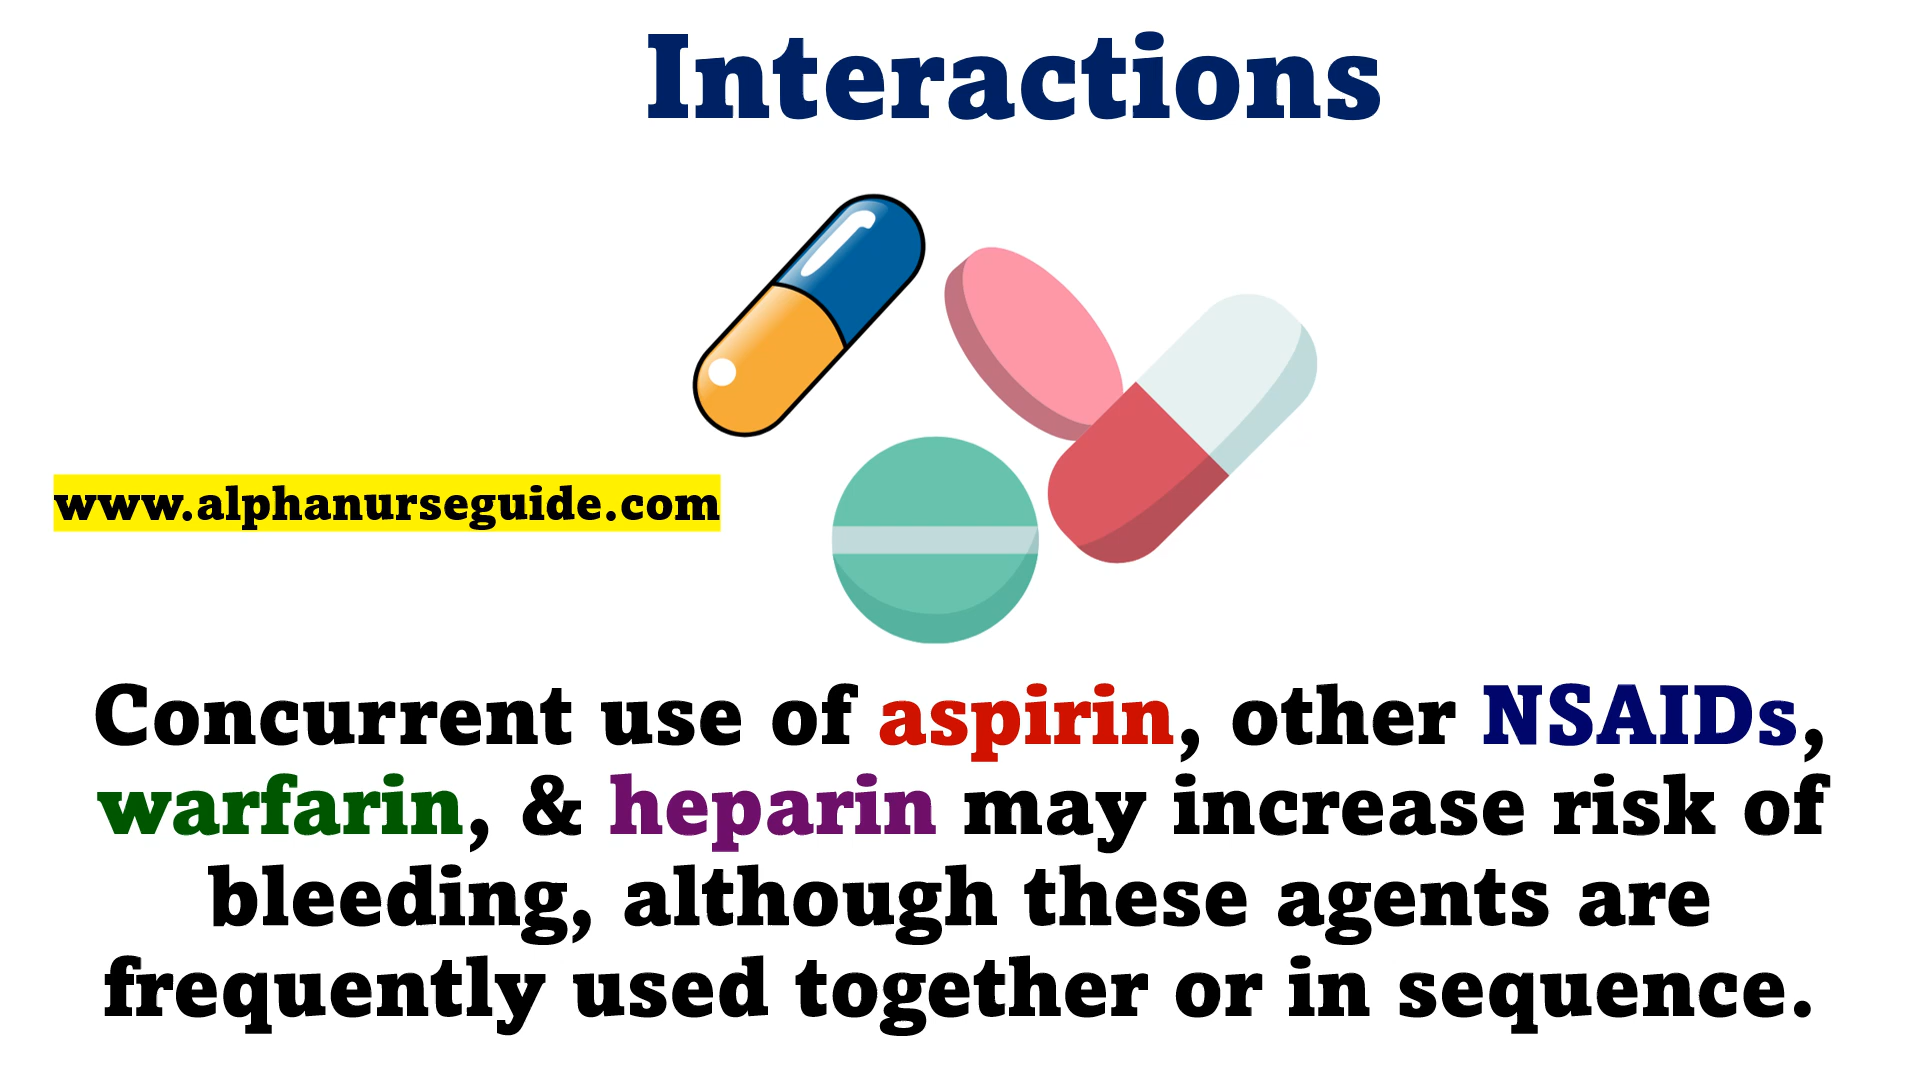 Interactions
www.alphanurseguide.com
Concurrent use of aspirin, other NSAIDs,
warfarin, & heparin may increase risk of
bleeding, although these agents are
frequently used together or in sequence.